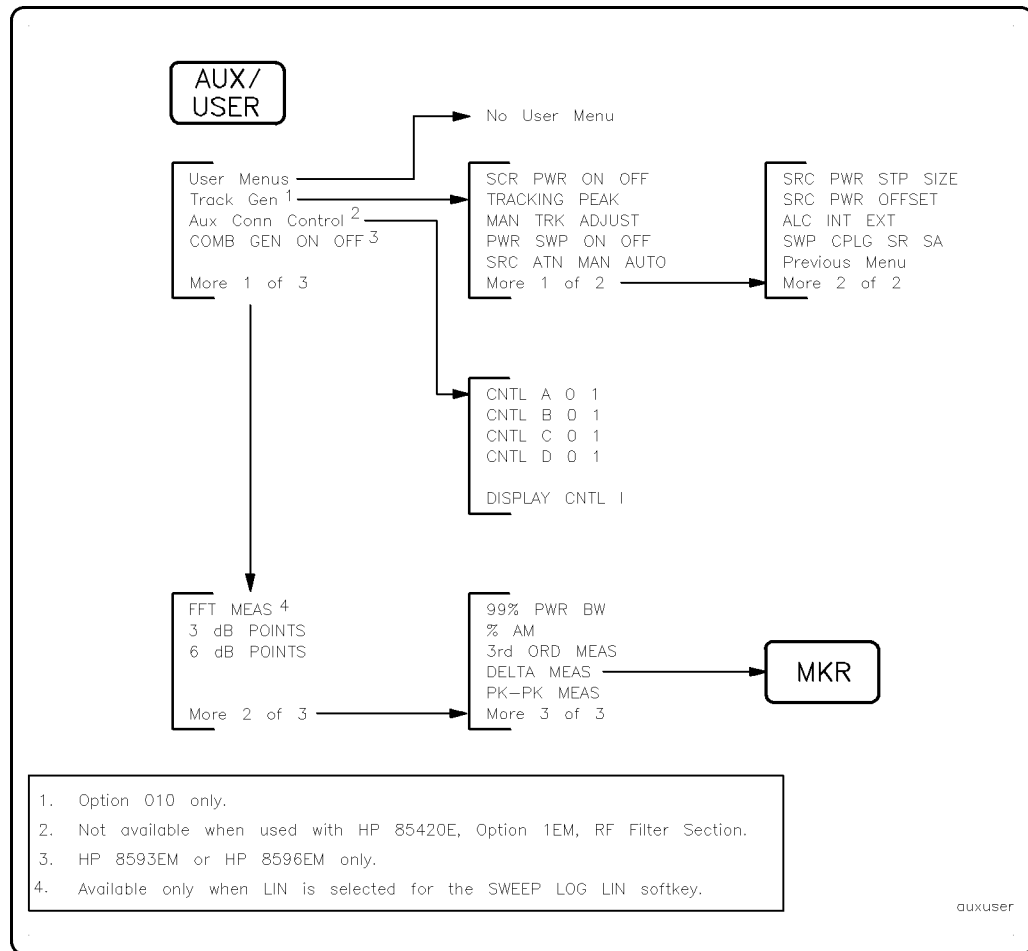 AUX/
USER
No User Menu
User Menus
Track Gen 1
Aux Conn Control 2
COMB GEN ON OFF 3
More 1 of 3
SCR PWR ON OFF
TRACKING PEAK
MAN TRK ADJUST
PWR SWP ON OFF
SRC ATN MAN AUTO
More 1 of 2
SRC PWR STP SIZE
SRC PWR OFFSET
ALC INT EXT
SWP CPLG SR SA
Previous Menu
More 2 of 2
CNTL A 0 1
CNTL B 0 1
CNTL C 0 1
CNTL D 0 1
DISPLAY CNTL I
FFT MEAS 4
3 dB POINTS
6 dB POINTS
More 2 of 3
99% PWR BW
% AM
3rd ORD MEAS
DELTA MEAS
PK-PK MEAS
More 3 of 3
MKR
1. Option 010 only.
2. Not available when used with HP 85420E, Option 1EM, RF Filter Section.
3. HP 8593EM or HP 8596EM only.
4. Available only when LIN is selected for the SWEEP LOG LIN softkey.
auxuser